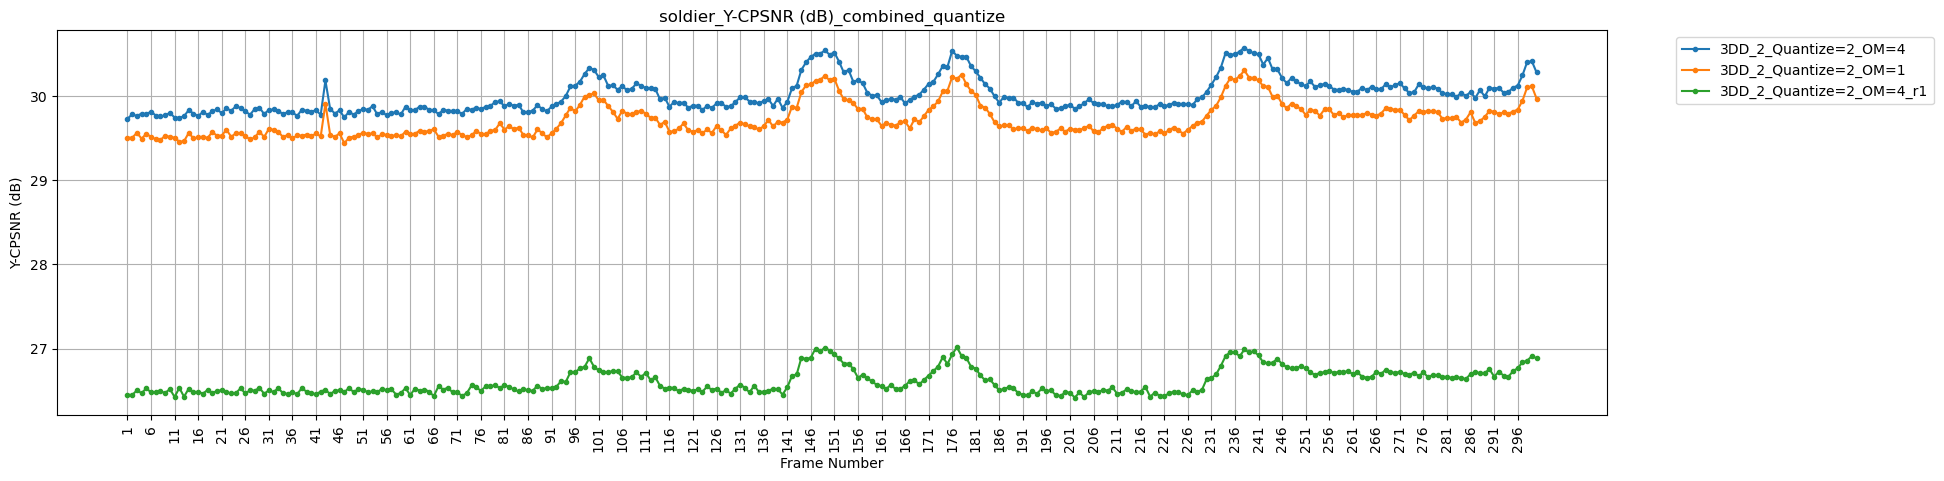 soldier_Y-CPSNR (dB)_combined_quantize
Y-CPSNR (dB)
30
29
28
27
1 6 11 16 21 26 31 36 41 46 51 56 61 66 71 76 81 86 91 96 101 106 111 116 121 126 131 136 141 146 151 156 161 166 171 176 181 186 191 196 201 206 211 216 221 226 231 236 241 246 251 256 261 266 271 276 281 286 291 296
Frame Number
3DD_2_Quantize=2_OM=4
3DD_2_Quantize=2_OM=1
3DD_2_Quantize=2_OM=4_r1